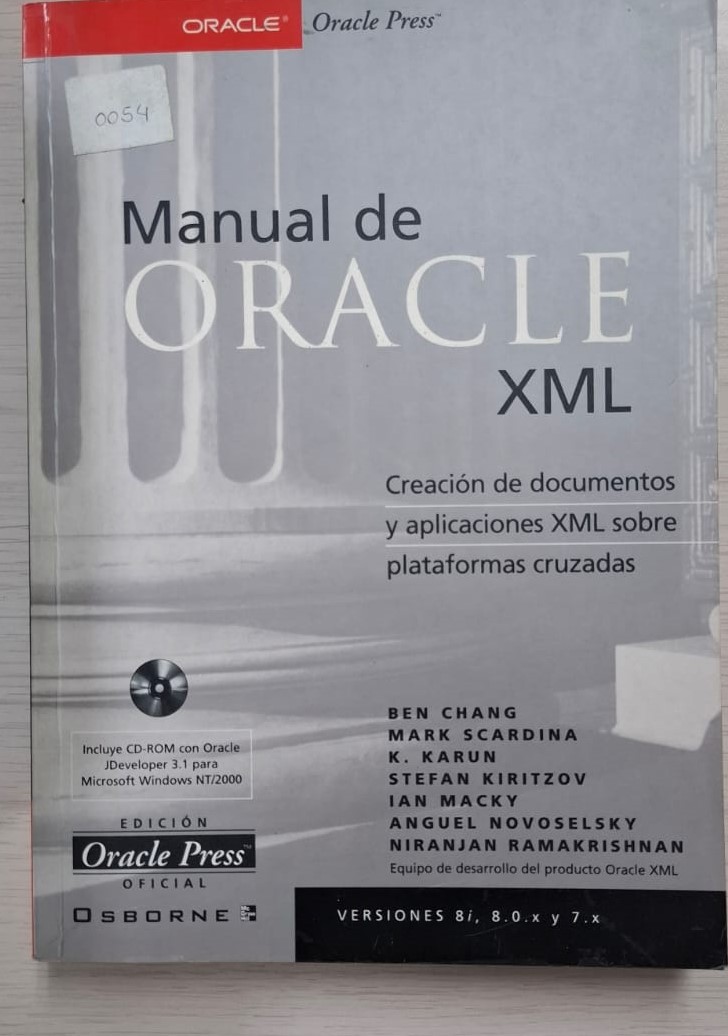 ORACLE® Oracle Press™
0054
Manual de
ORACLE
XML
Creación de documentos
y aplicaciones XML sobre
plataformas cruzadas
Incluye CD-ROM con Oracle
JDeveloper 3.1 para
Microsoft Windows NT/2000
EDICIÓN
Oracle Press™
OFICIAL
OSBORNE
BEN CHANG
MARK SCARDINA
K. KARUN
STEFAN KIRITZOV
IAN MACKY
ANGUEL NOVOSELSKY
NIRANJAN RAMAKRISHNAN
Equipo de desarrollo del producto Oracle XML
VERSIONES 8i, 8.0.x y 7.x